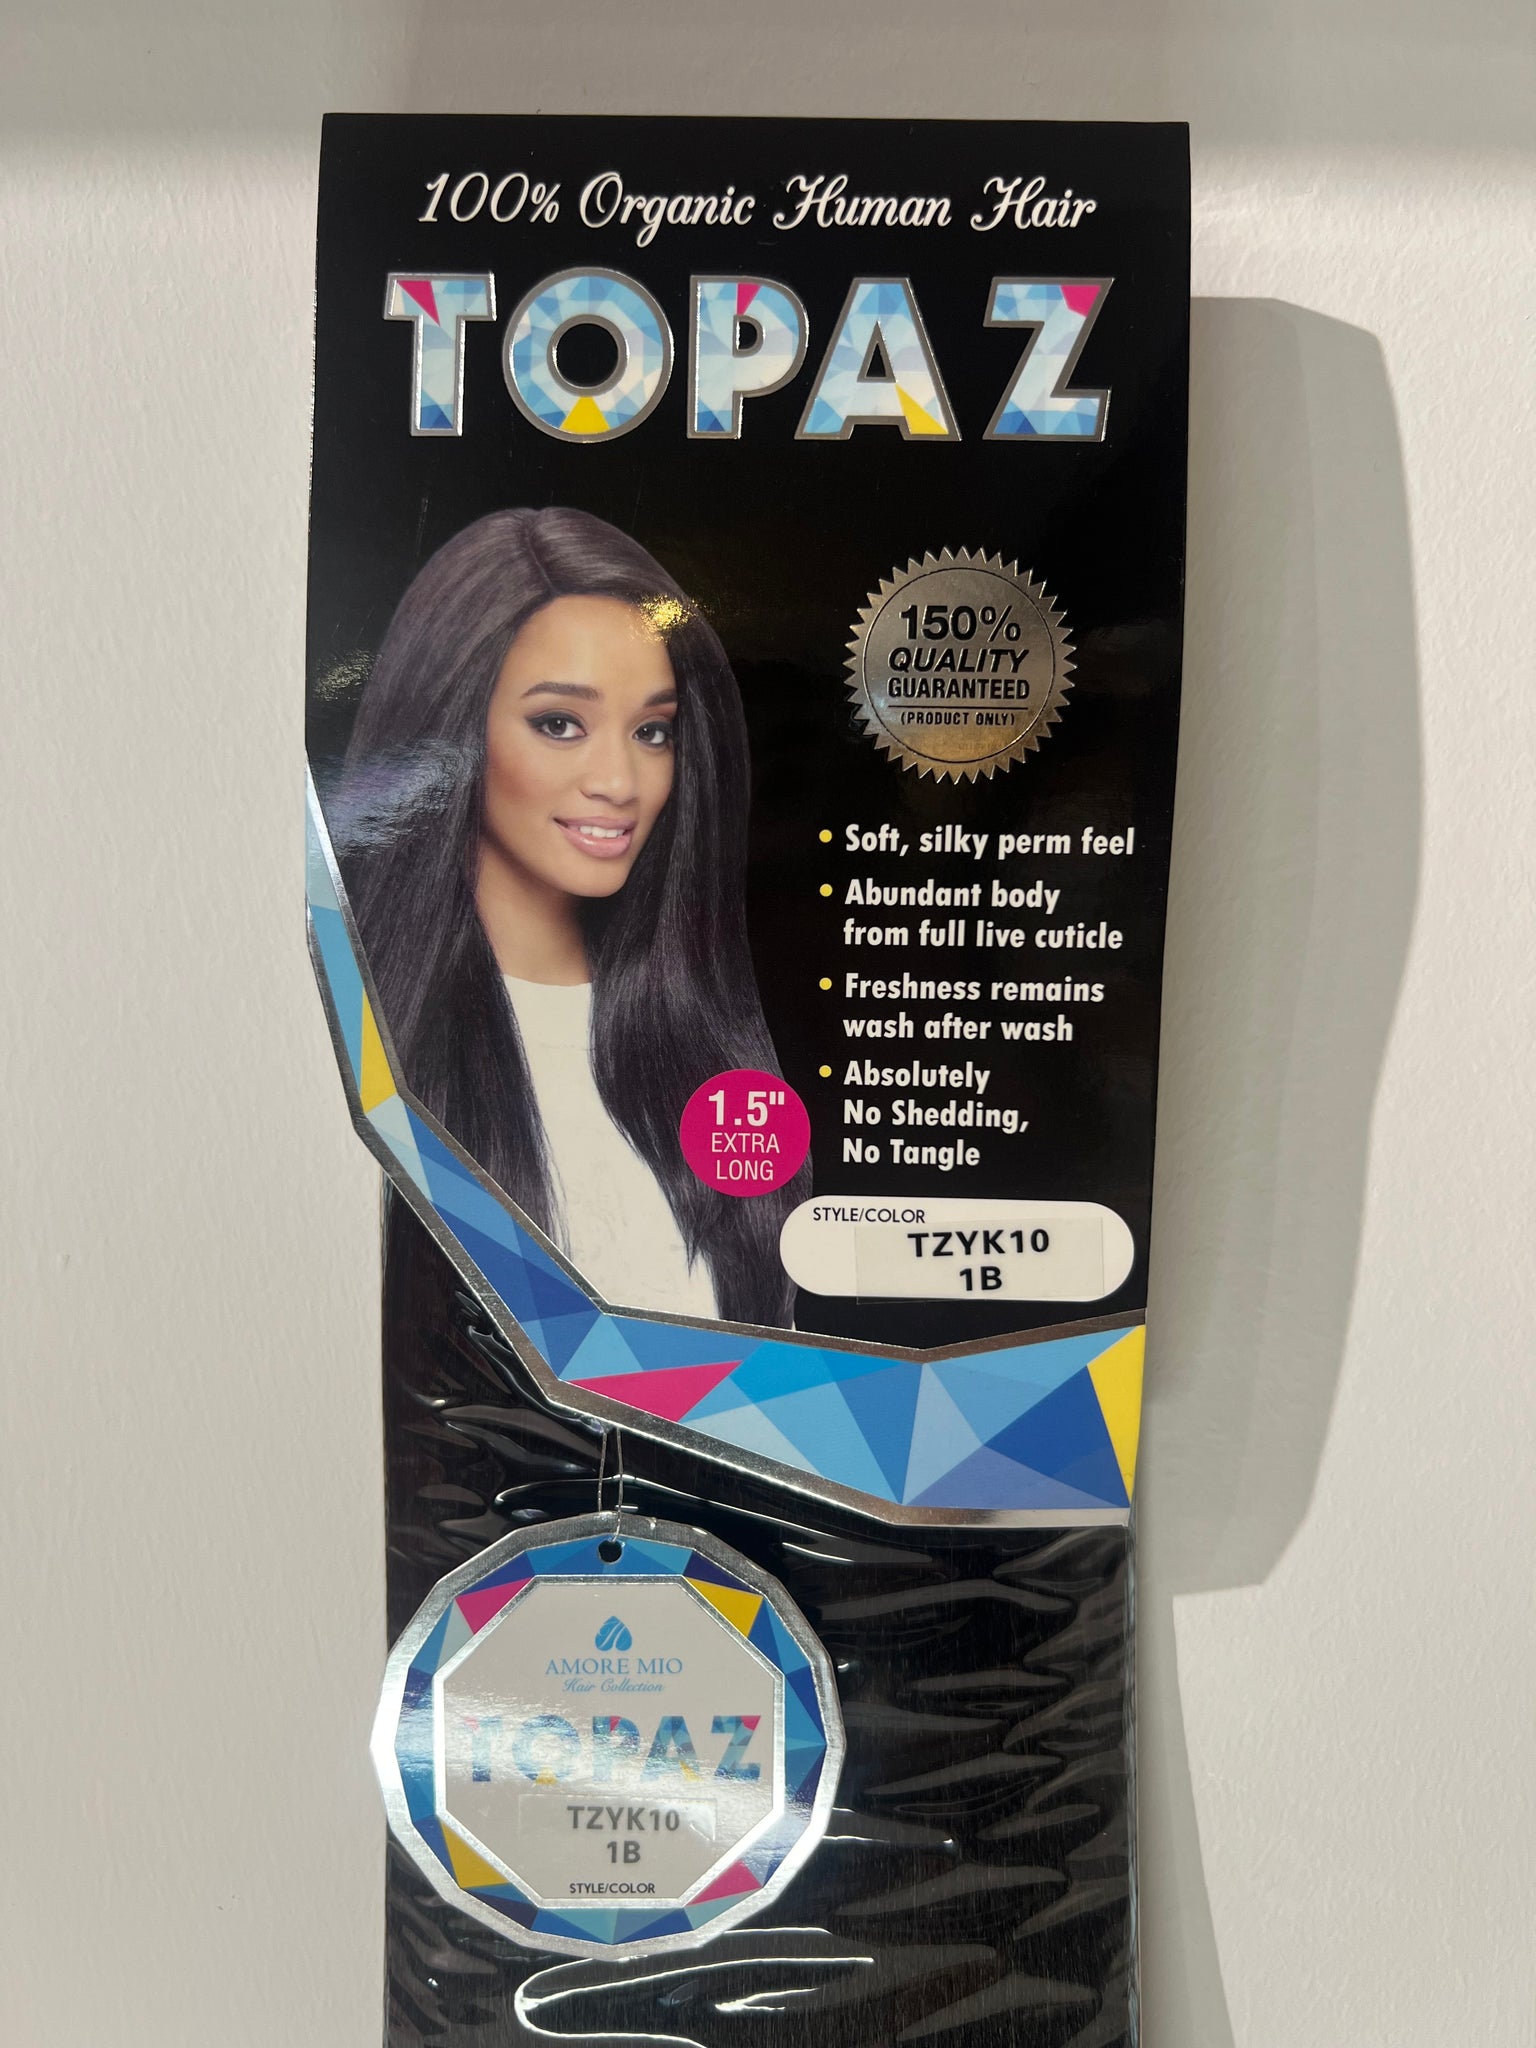 100% Organic Human Hair
TOPAZ
150%
QUALITY
GUARANTEED
(PRODUCT ONLY)
• Soft, silky perm feel
• Abundant body
from full live cuticle
• Freshness remains
wash after wash
• Absolutely
No Shedding,
No Tangle
1.5"
EXTRA
LONG
STYLE/COLOR
TZYK10
1B
AMORE MIO
Hair Collection
TOPAZ
TZYK10
1B
STYLE/COLOR